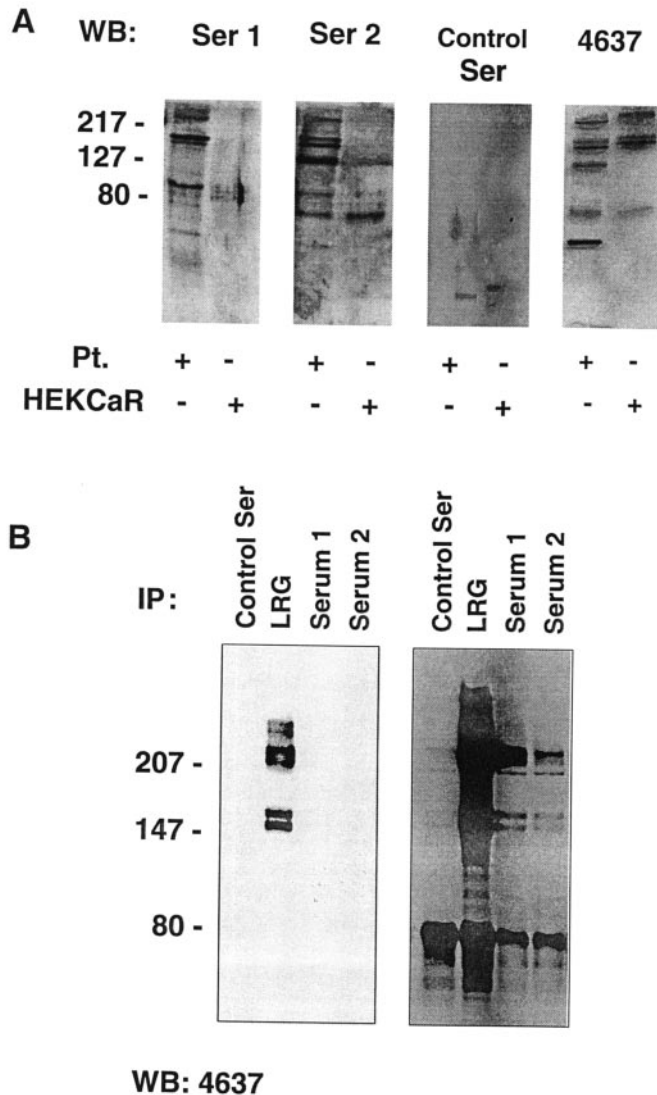 A
WB: Ser 1 Ser 2 Control Ser 4637
217 -
127 -
80 -
Pt. + - + - + - + -
HEKCaR - + - + - + - +
B
IP: Control Ser LRG Serum 1 Serum 2 Control Ser LRG Serum 1 Serum 2
207 -
147 -
80 -
WB: 4637